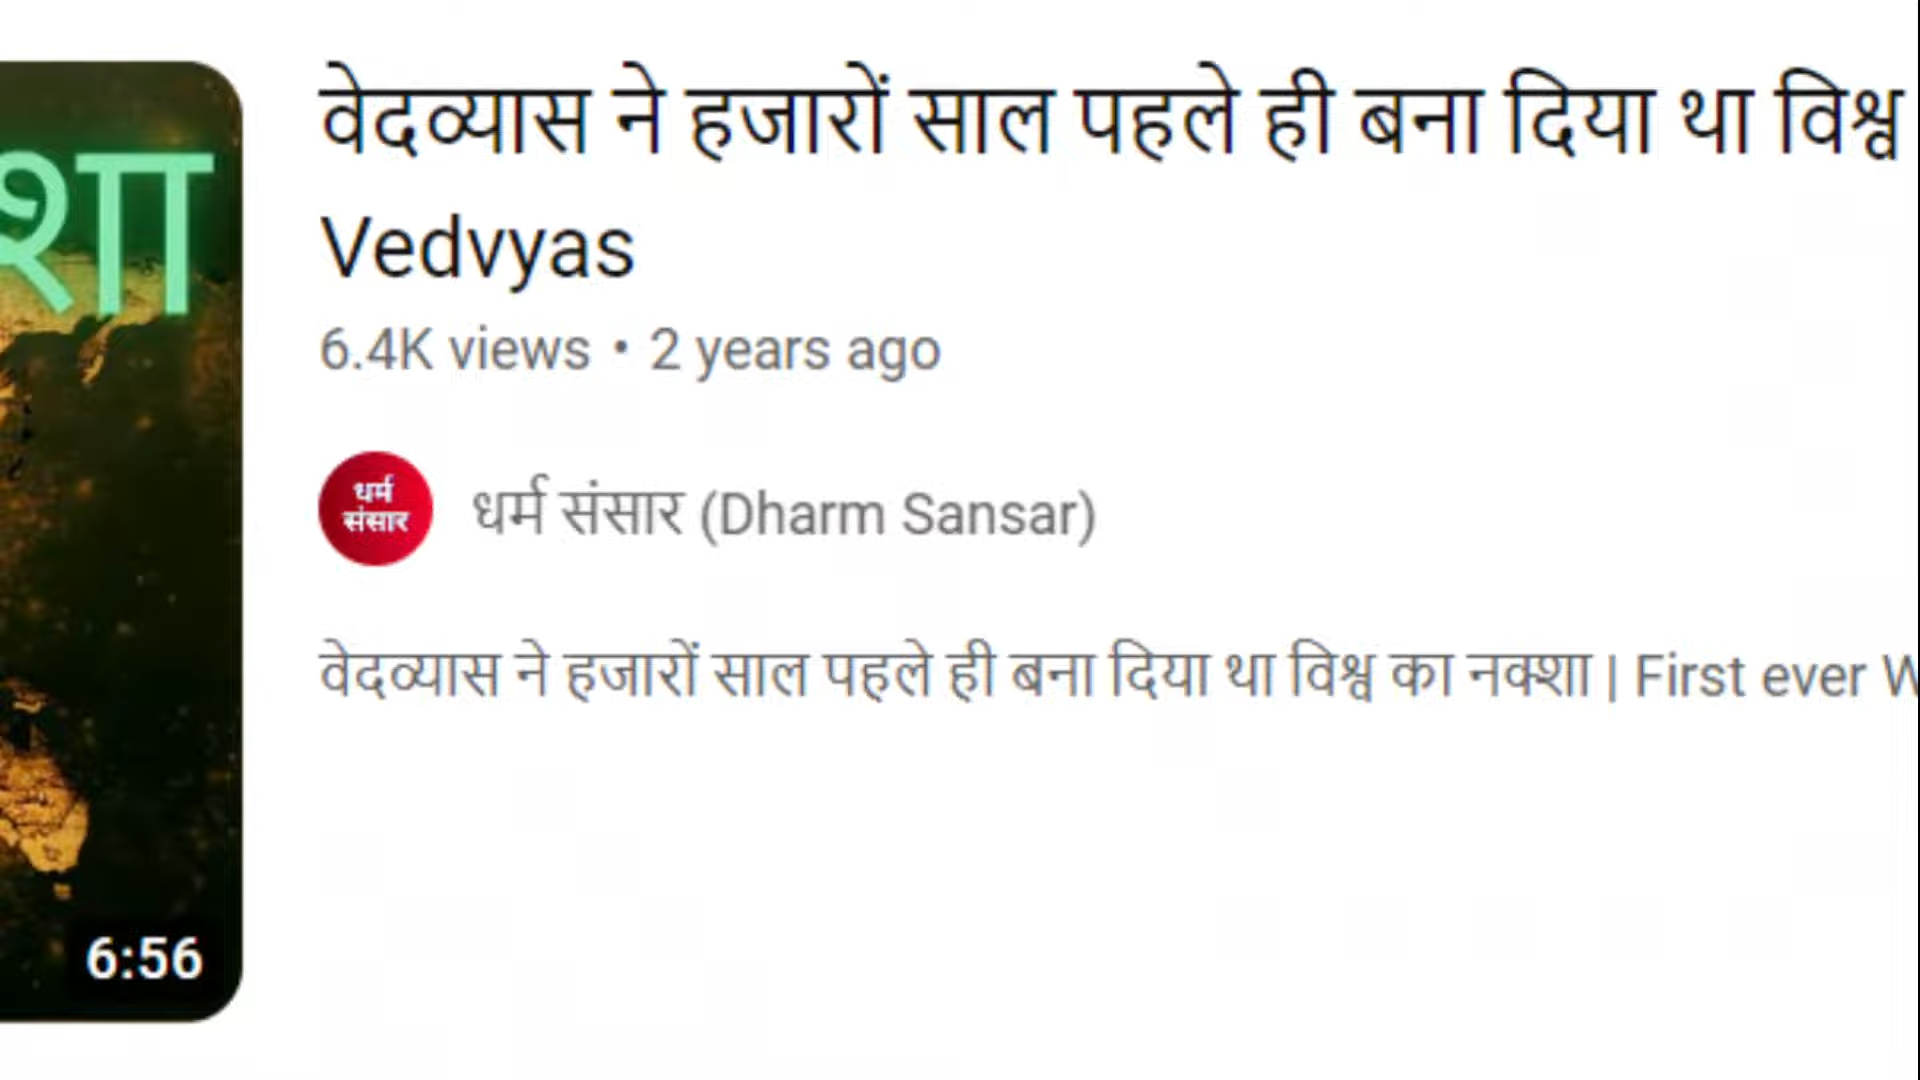 शा
6:56
वेदव्यास ने हजारों साल पहले ही बना दिया था विश्व
Vedvyas
6.4K views • 2 years ago
धर्म
संसार
धर्म संसार (Dharm Sansar)
वेदव्यास ने हजारों साल पहले ही बना दिया था विश्व का नक्शा | First ever W